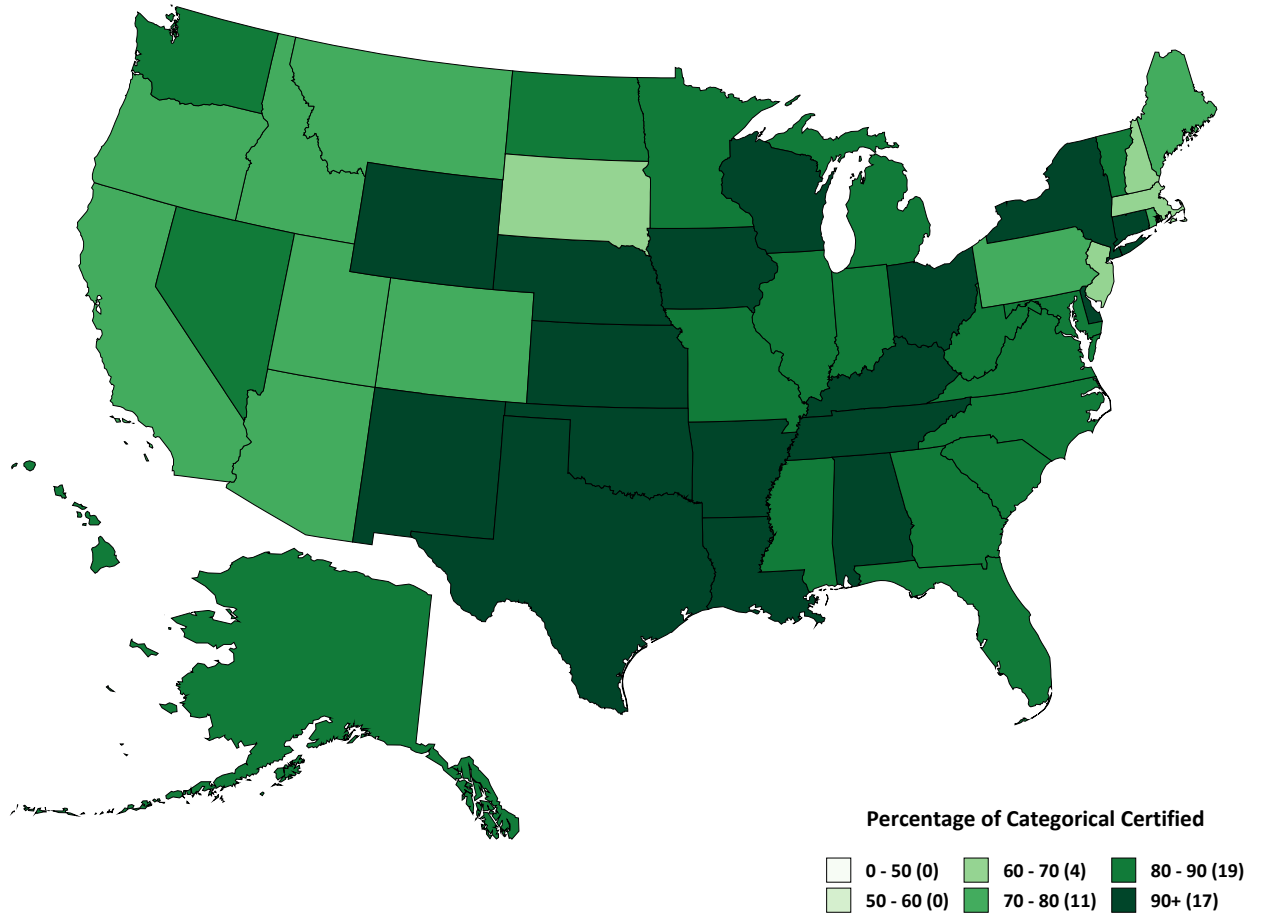 Percentage of Categorical Certified
0 - 50 (0) 60 - 70 (4) 80 - 90 (19)
50 - 60 (0) 70 - 80 (11) 90+ (17)